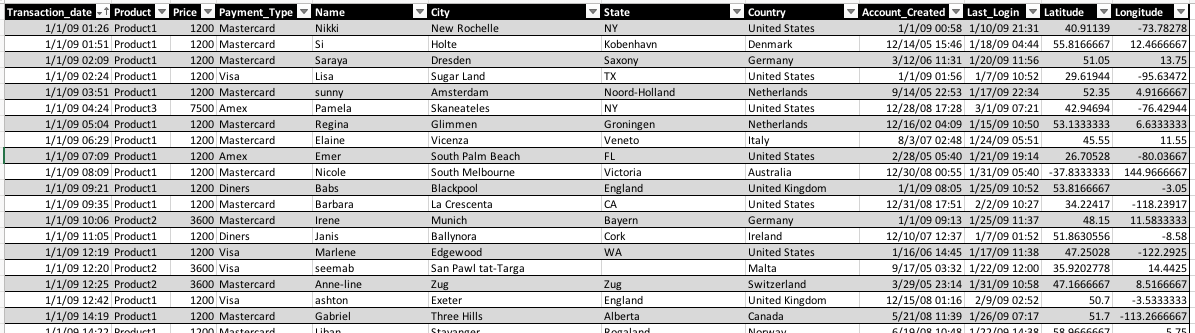 Transaction_date Product Price Payment_Type Name City State Country Account_Created Last_Login Latitude Longitude
1/1/09 01:26 Product1 1200 Mastercard Nikki New Rochelle NY United States 1/1/09 00:58 1/10/09 21:31 40.91139 -73.78278
1/1/09 01:51 Product1 1200 Mastercard Si Holte Kobenhavn Denmark 12/14/05 15:46 1/18/09 04:44 55.8166667 12.4666667
1/1/09 02:09 Product1 1200 Mastercard Saraya Dresden Saxony Germany 3/12/06 11:31 1/20/09 11:56 51.05 13.75
1/1/09 02:24 Product1 1200 Visa Lisa Sugar Land TX United States 1/1/09 01:56 1/7/09 10:52 29.61944 -95.63472
1/1/09 03:51 Product1 1200 Mastercard sunny Amsterdam Noord-Holland Netherlands 9/14/05 22:53 1/17/09 22:34 52.35 4.9166667
1/1/09 04:24 Product3 7500 Amex Pamela Skaneateles NY United States 12/28/08 17:28 3/1/09 07:21 42.94694 -76.42944
1/1/09 05:04 Product1 1200 Mastercard Regina Glimmen Groningen Netherlands 12/16/02 04:09 1/15/09 10:50 53.1333333 6.6333333
1/1/09 06:29 Product1 1200 Mastercard Elaine Vicenza Veneto Italy 8/3/07 02:48 1/24/09 05:51 45.55 11.55
1/1/09 07:09 Product1 1200 Amex Emer South Palm Beach FL United States 2/28/05 05:40 1/21/09 19:14 26.70528 -80.03667
1/1/09 08:09 Product1 1200 Mastercard Nicole South Melbourne Victoria Australia 12/30/08 00:55 1/31/09 05:40 -37.8333333 144.9666667
1/1/09 09:21 Product1 1200 Diners Babs Blackpool England United Kingdom 1/1/09 08:05 1/25/09 10:52 53.8166667 -3.05
1/1/09 09:35 Product1 1200 Mastercard Barbara La Crescenta CA United States 12/31/08 17:51 2/2/09 10:27 34.22417 -118.23917
1/1/09 10:06 Product2 3600 Mastercard Irene Munich Bayern Germany 1/1/09 09:13 1/25/09 11:37 48.15 11.5833333
1/1/09 11:05 Product1 1200 Diners Janis Ballynora Cork Ireland 12/10/07 12:37 1/7/09 01:52 51.8630556 -8.58
1/1/09 12:19 Product1 1200 Visa Marlene Edgewood WA United States 1/16/06 14:45 1/17/09 11:38 47.25028 -122.2925
1/1/09 12:20 Product2 3600 Visa seemab San Pawl tat-Targa Malta 9/17/05 03:32 1/22/09 12:00 35.9202778 14.4425
1/1/09 12:25 Product2 3600 Mastercard Anne-line Zug Zug Switzerland 3/29/05 23:14 1/31/09 10:58 47.1666667 8.5166667
1/1/09 12:42 Product1 1200 Visa ashton Exeter England United Kingdom 12/15/08 01:16 2/9/09 02:52 50.7 -3.5333333
1/1/09 14:19 Product1 1200 Mastercard Gabriel Three Hills Alberta Canada 5/21/08 11:39 1/26/09 07:17 51.7 -113.2666667
1/1/09 14:22 Product1 1200 Mastercard Liban Stavanger Rogaland Norway 6/19/08 10:48 1/22/09 14:38 58.9666667 5.75